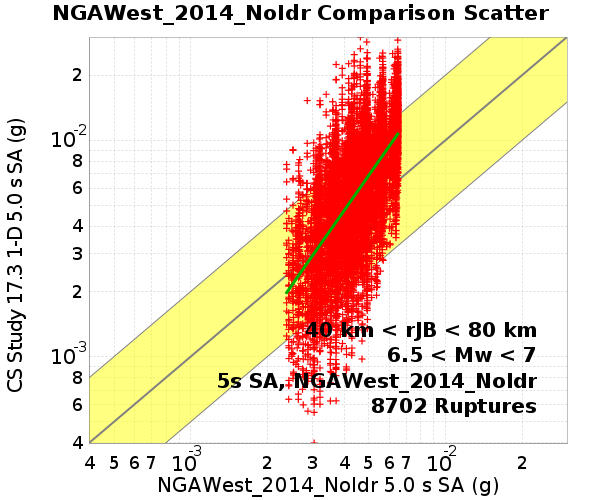 NGAWest_2014_NoIdr Comparison Scatter
CS Study 17.3 1-D 5.0 s SA (g)
2
10^-2
8
6
4
3
2
10^-3
8
6
4
40 km < rJB < 80 km
6.5 < Mw < 7
5s SA, NGAWest_2014_NoIdr
8702 Ruptures
4 5 6 7 10^-3 2 3 4 5 6 7 10^-2 2
NGAWest_2014_NoIdr 5.0 s SA (g)